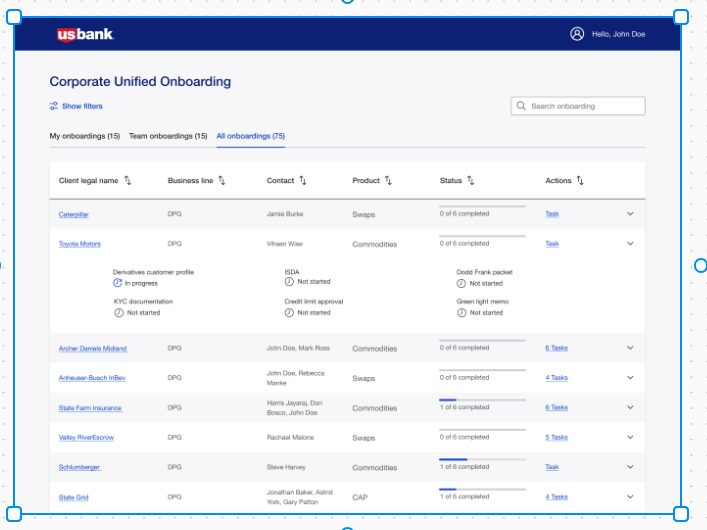 usbank
Hello, John Doe
Corporate Unified Onboarding
Show filters
Search onboarding
My onboardings (15) Team onboardings (15) All onboardings (75)
Client legal name Business line Contact Product Status Actions
Caterpillar DPG Jamie Burke Swaps 0 of 6 completed Task
Toyota Motors DPG Vihaan Wise Commodities 0 of 6 completed Task
Derivatives customer profile ISDA Dodd Frank packet
In progress Not started Not started
KYC documentation Credit limit approval Green light memo
Not started Not started Not started
Archer Daniels Midland DPG John Doe, Mark Ross Commodities 0 of 6 completed 6 Tasks
Anheuser-Busch InBev DPG John Doe, Rebecca Swaps 0 of 6 completed 4 Tasks
Manke
State Farm Insurance DPG Harris Jayaraj, Don Commodities 1 of 6 completed 6 Tasks
Bosco, John Doe
Valley RiverEscrow DPG Rachael Malone Swaps 0 of 6 completed 5 Tasks
Schlumberger DPG Steve Harvey Commodities 1 of 6 completed Task
State Grid DPG Jonathan Baker, Astrid CAP 1 of 6 completed 4 Tasks
York, Gary Patton